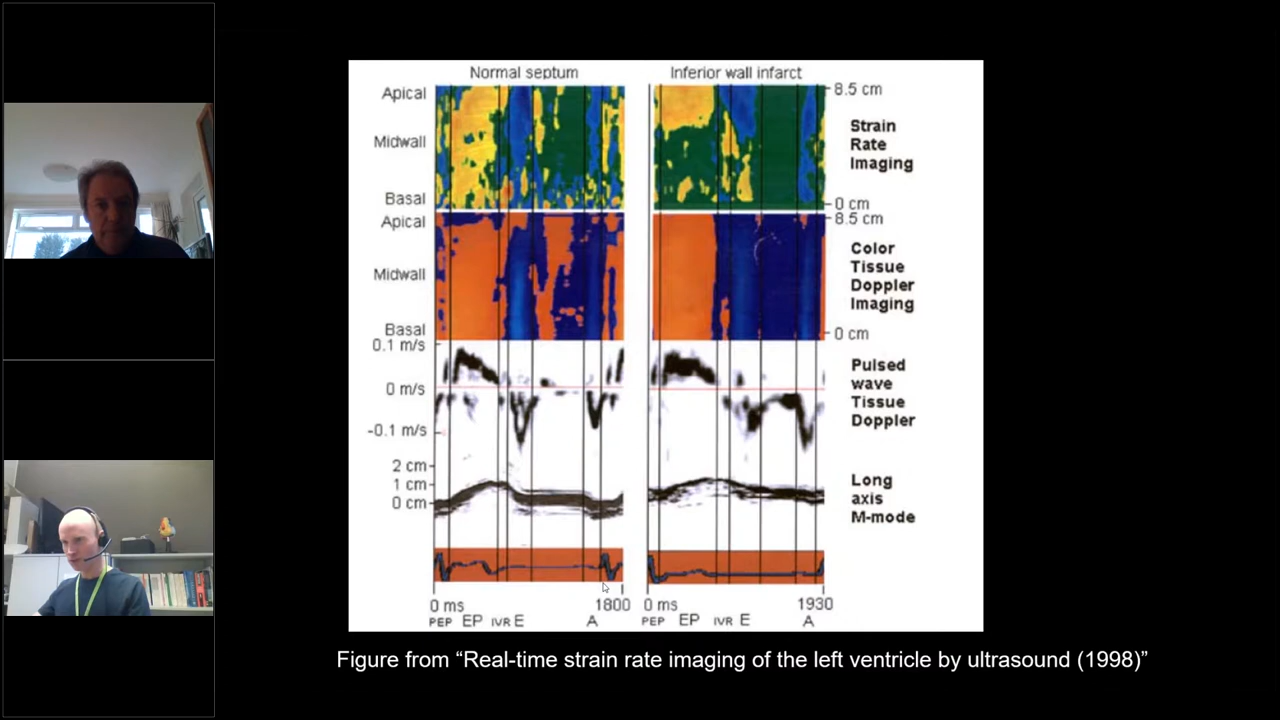 Normal septum
Inferior wall infarct
Apical
Midwall
Basal
8.5 cm
0 cm
Strain
Rate
Imaging
Apical
Midwall
Basal
8.5 cm
0 cm
Color
Tissue
Doppler
Imaging
0.1 m/s
0 m/s
-0.1 m/s
Pulsed
wave
Tissue
Doppler
2 cm
1 cm
0 cm
Long
axis
M-mode
0 ms 1800 0 ms 1930
PEP EP IVR E A PEP EP IVR E A
Figure from “Real-time strain rate imaging of the left ventricle by ultrasound (1998)”